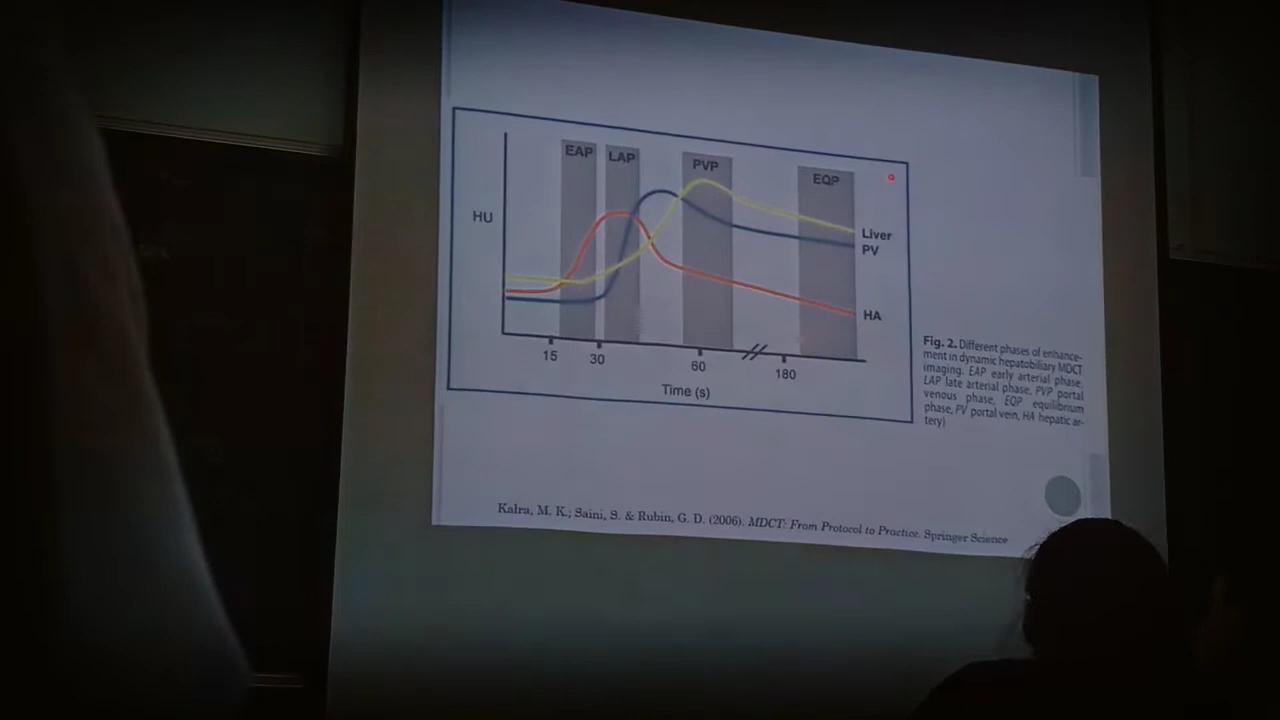 EAP
LAP
PVP
EQP
HU
Liver
PV
HA
15
30
60
180
Time (s)
Fig. 2. Different phases of enhance-
ment in dynamic hepatobiliary MDCT
imaging. EAP early arterial phase,
LAP late arterial phase, PVP portal
venous phase, EQP equilibrium
phase, PV portal vein, HA hepatic ar-
tery)
Kalra, M. K.; Saini, S. & Rubin, G. D. (2006). MDCT: From Protocol to Practice. Springer Science